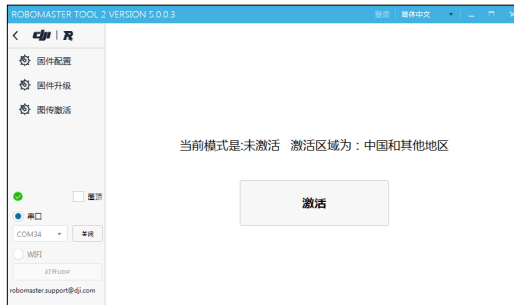 ROBOMASTER TOOL 2 VERSION 5.0.0.3
登录 简体中文
dji R
固件配置
固件升级
图传激活
当前模式是:未激活 激活区域为：中国和其他地区
激活
置顶
串口
COM34 关闭
WIFI
打开UDP
robomaster.support@dji.com